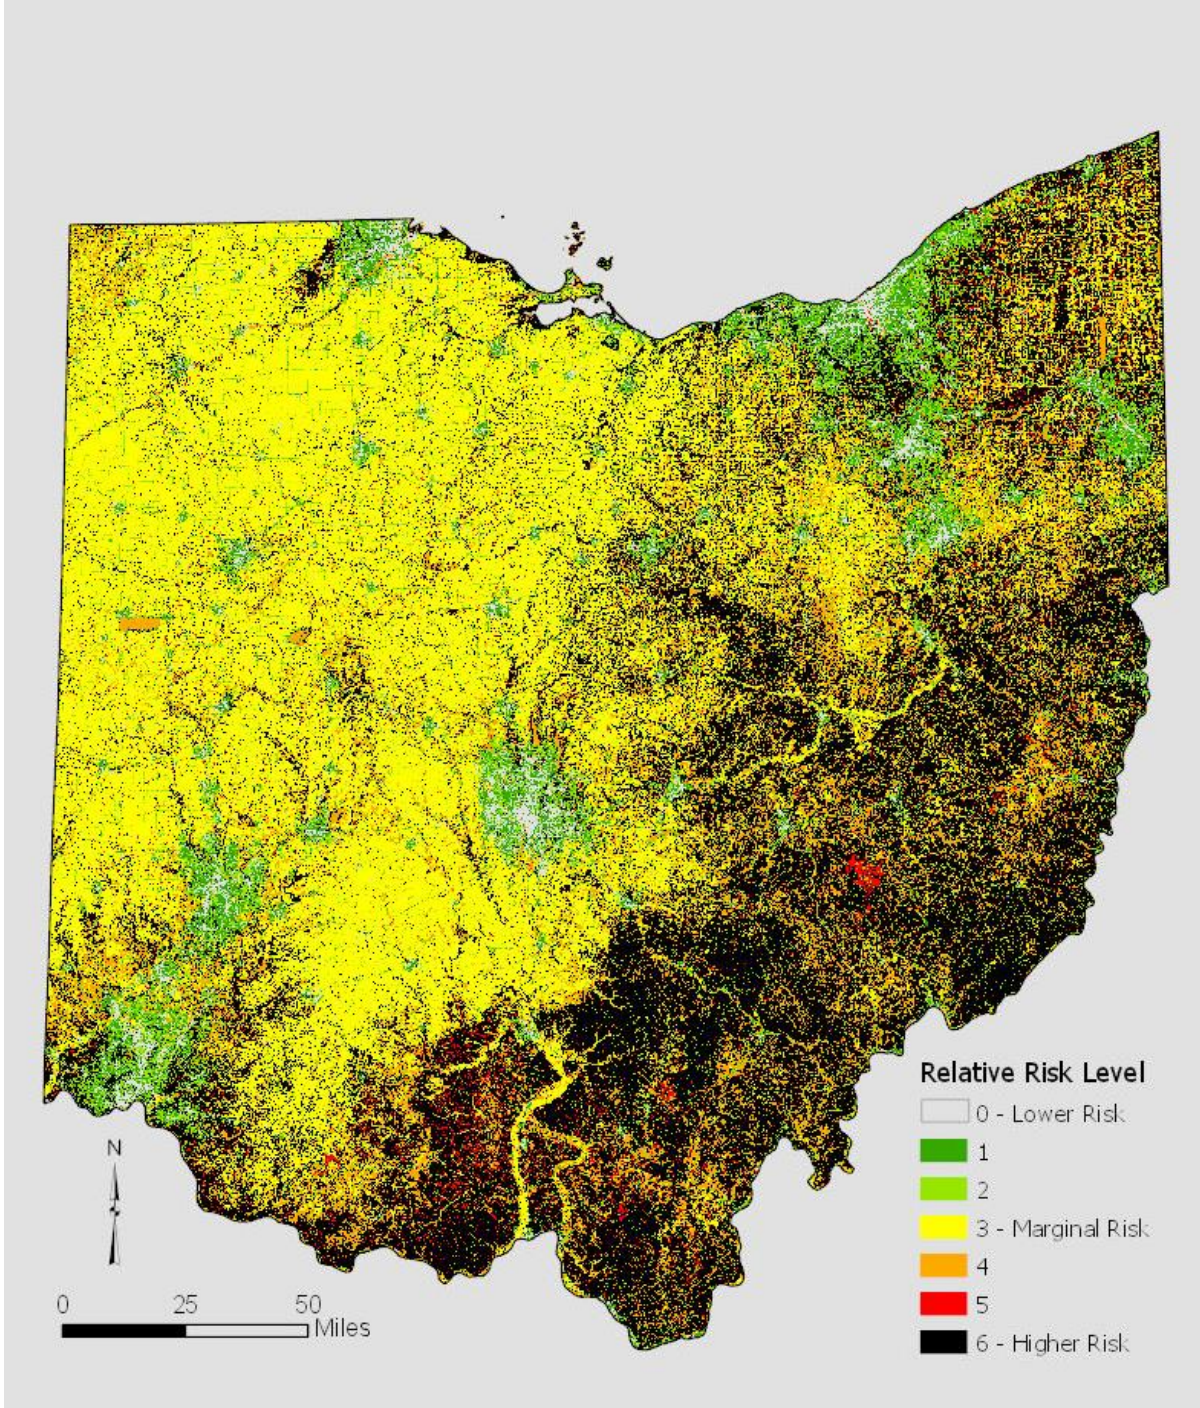 Relative Risk Level
0 - Lower Risk
1
2
3 - Marginal Risk
4
5
6 - Higher Risk
N
0 25 50
Miles